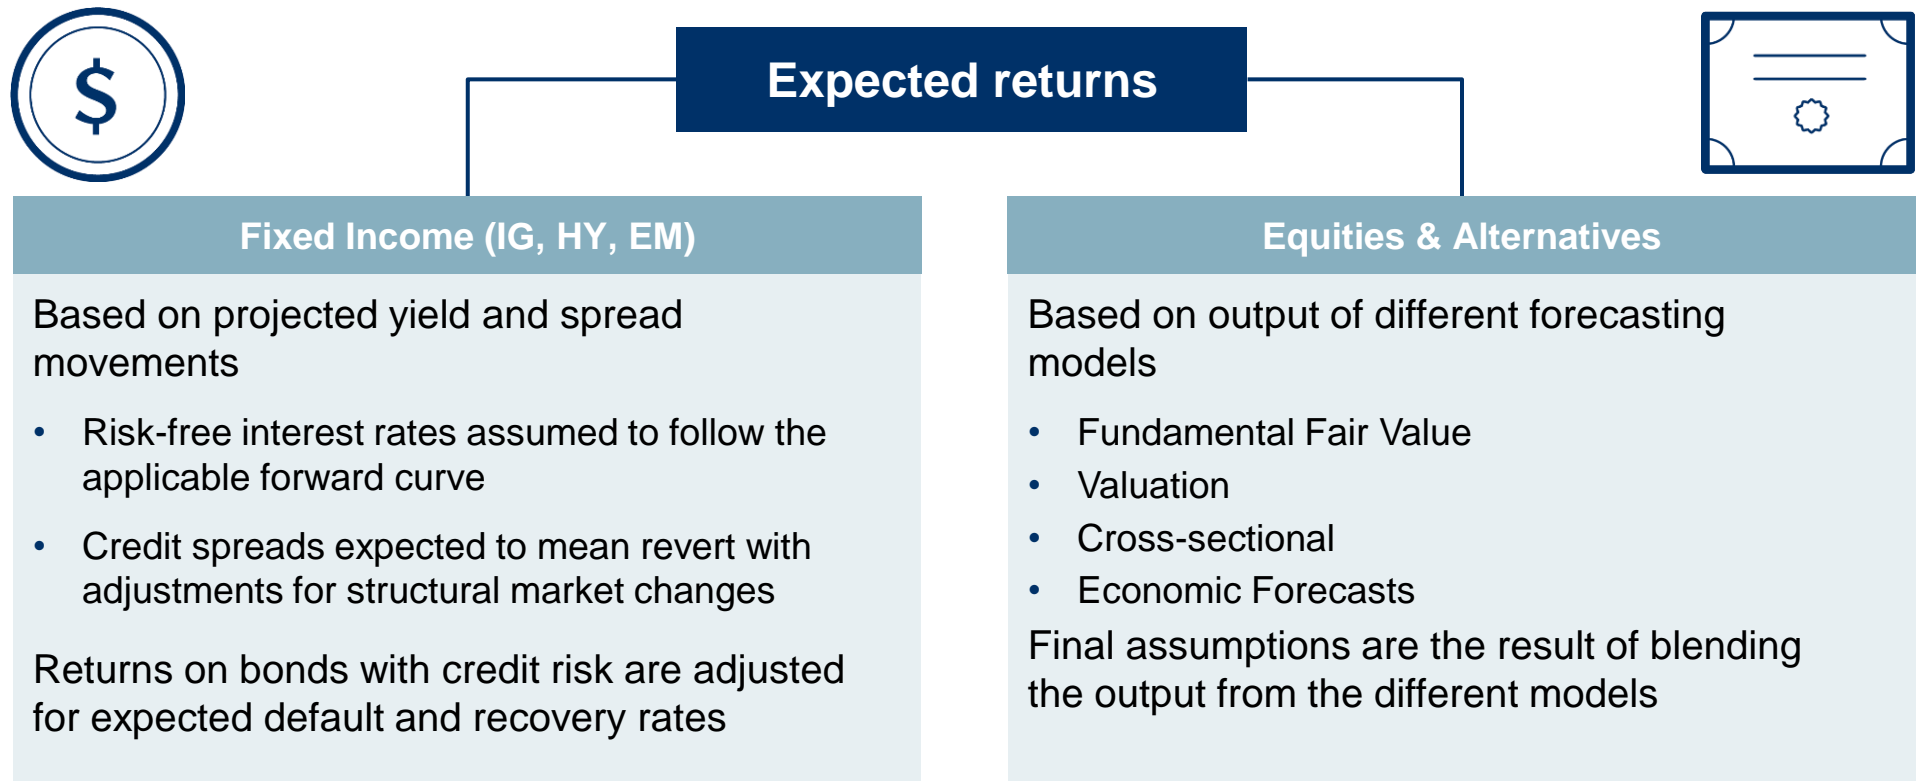 $
Expected returns
Fixed Income (IG, HY, EM)
Based on projected yield and spread
movements
• Risk-free interest rates assumed to follow the
applicable forward curve
• Credit spreads expected to mean revert with
adjustments for structural market changes
Returns on bonds with credit risk are adjusted
for expected default and recovery rates
Equities & Alternatives
Based on output of different forecasting
models
• Fundamental Fair Value
• Valuation
• Cross-sectional
• Economic Forecasts
Final assumptions are the result of blending
the output from the different models